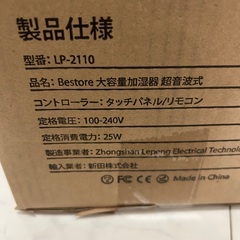 製品仕様
型番: LP-2110
品名: Bestore 大容量加湿器 超音波式
コントローラー: タッチパネル/リモコン
定格電圧: 100-240V
定格消費電力: 25W
製造事業者: Zhongshan Lepeng Electrical Technolo
輸入業者: 新田株式会社
Made in China